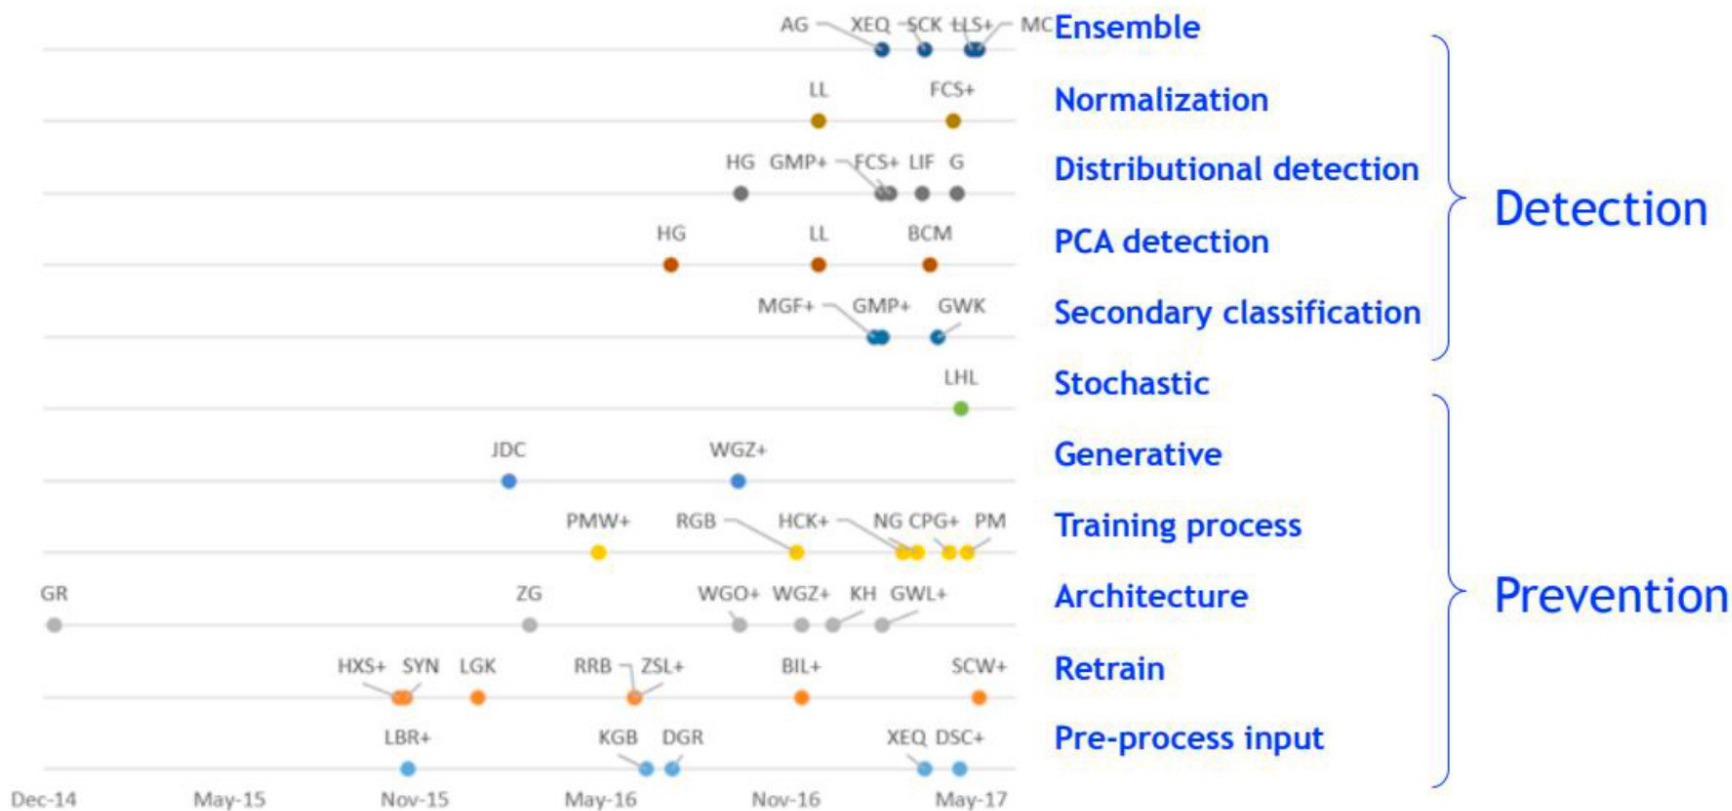 AG XEQ SCK LLS+ MC Ensemble
LL FCS+ Normalization
HG GMP+ FCS+ LIF G Distributional detection
Detection
HG LL BCM PCA detection
MGF+ GMP+ GWK Secondary classification
LHL Stochastic
JDC WGZ+ Generative
PMW+ RGB HCK+ NG CPG+ PM Training process
GR ZG WGO+ WGZ+ KH GWL+ Architecture
Prevention
HXS+ SYN LGK RRB ZSL+ BIL+ SCW+ Retrain
LBR+ KGB DGR XEQ DSC+ Pre-process input
Dec-14 May-15 Nov-15 May-16 Nov-16 May-17